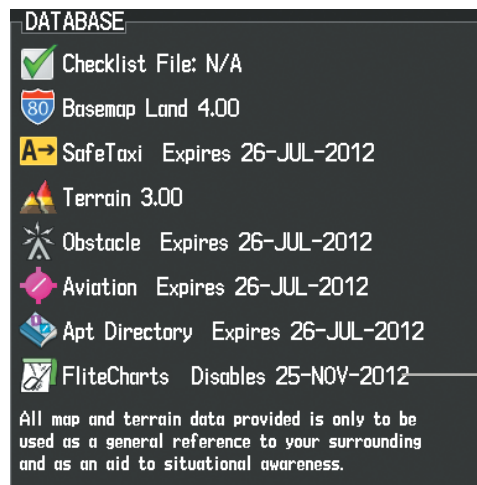 DATABASE
Checklist File: N/A
80 Basemap Land 4.00
A→ SafeTaxi Expires 26-JUL-2012
Terrain 3.00
Obstacle Expires 26-JUL-2012
Aviation Expires 26-JUL-2012
Apt Directory Expires 26-JUL-2012
FliteCharts Disables 25-NOV-2012
All map and terrain data provided is only to be
used as a general reference to your surrounding
and as an aid to situational awareness.